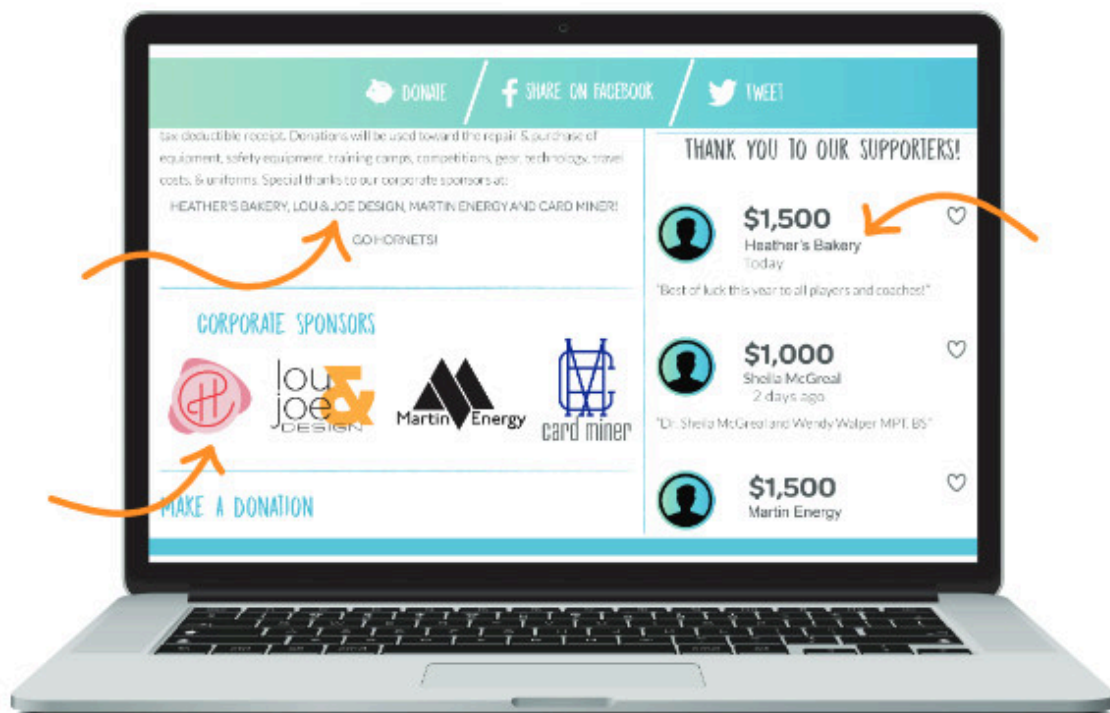 DONATE
SHARE ON FACEBOOK
TWEET
tax deductible receipt. Donations will be used toward the repair & purchase of
equipment, safety equipment, training camps, competitions, gear, technology, travel
costs, & uniforms. Special thanks to our corporate sponsors at:
HEATHER'S BAKERY, LOU & JOE DESIGN, MARTIN ENERGY AND CARD MINER!
GO HORNETS!
CORPORATE SPONSORS
H
lou &
joe
DESIGN
Martin Energy
card miner
MAKE A DONATION
THANK YOU TO OUR SUPPORTERS!
$1,500
Heather's Bakery
Today
"Best of luck this year to all players and coaches!"
$1,000
Sheila McGreal
2 days ago
"Dr. Sheila McGreal and Wendy Walper MPT, BS"
$1,500
Martin Energy